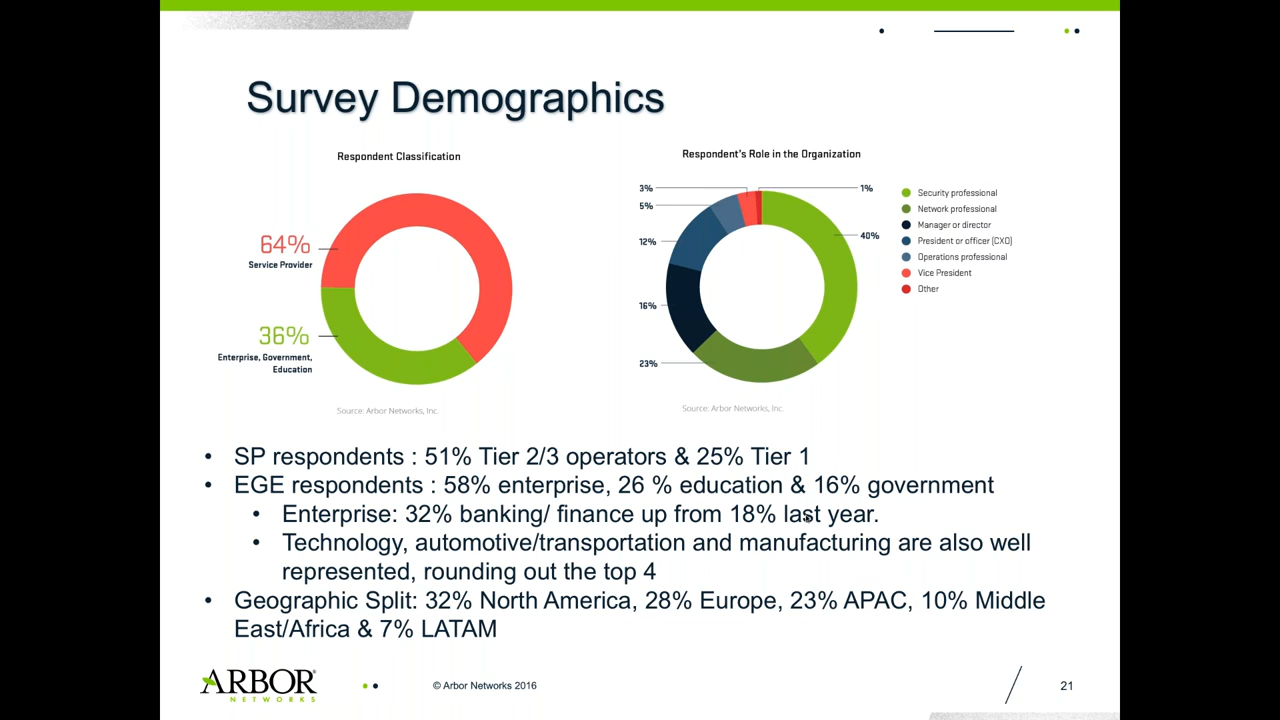 Survey Demographics
Respondent Classification
64%
Service Provider
36%
Enterprise, Government,
Education
Source: Arbor Networks, Inc.
Respondent's Role in the Organization
3%
5%
12%
16%
23%
1%
40%
Security professional
Network professional
Manager or director
President or officer (CXO)
Operations professional
Vice President
Other
Source: Arbor Networks, Inc.
• SP respondents : 51% Tier 2/3 operators & 25% Tier 1
• EGE respondents : 58% enterprise, 26 % education & 16% government
• Enterprise: 32% banking/ finance up from 18% last year.
• Technology, automotive/transportation and manufacturing are also well
represented, rounding out the top 4
• Geographic Split: 32% North America, 28% Europe, 23% APAC, 10% Middle
East/Africa & 7% LATAM
ARBOR
NETWORKS
© Arbor Networks 2016
21